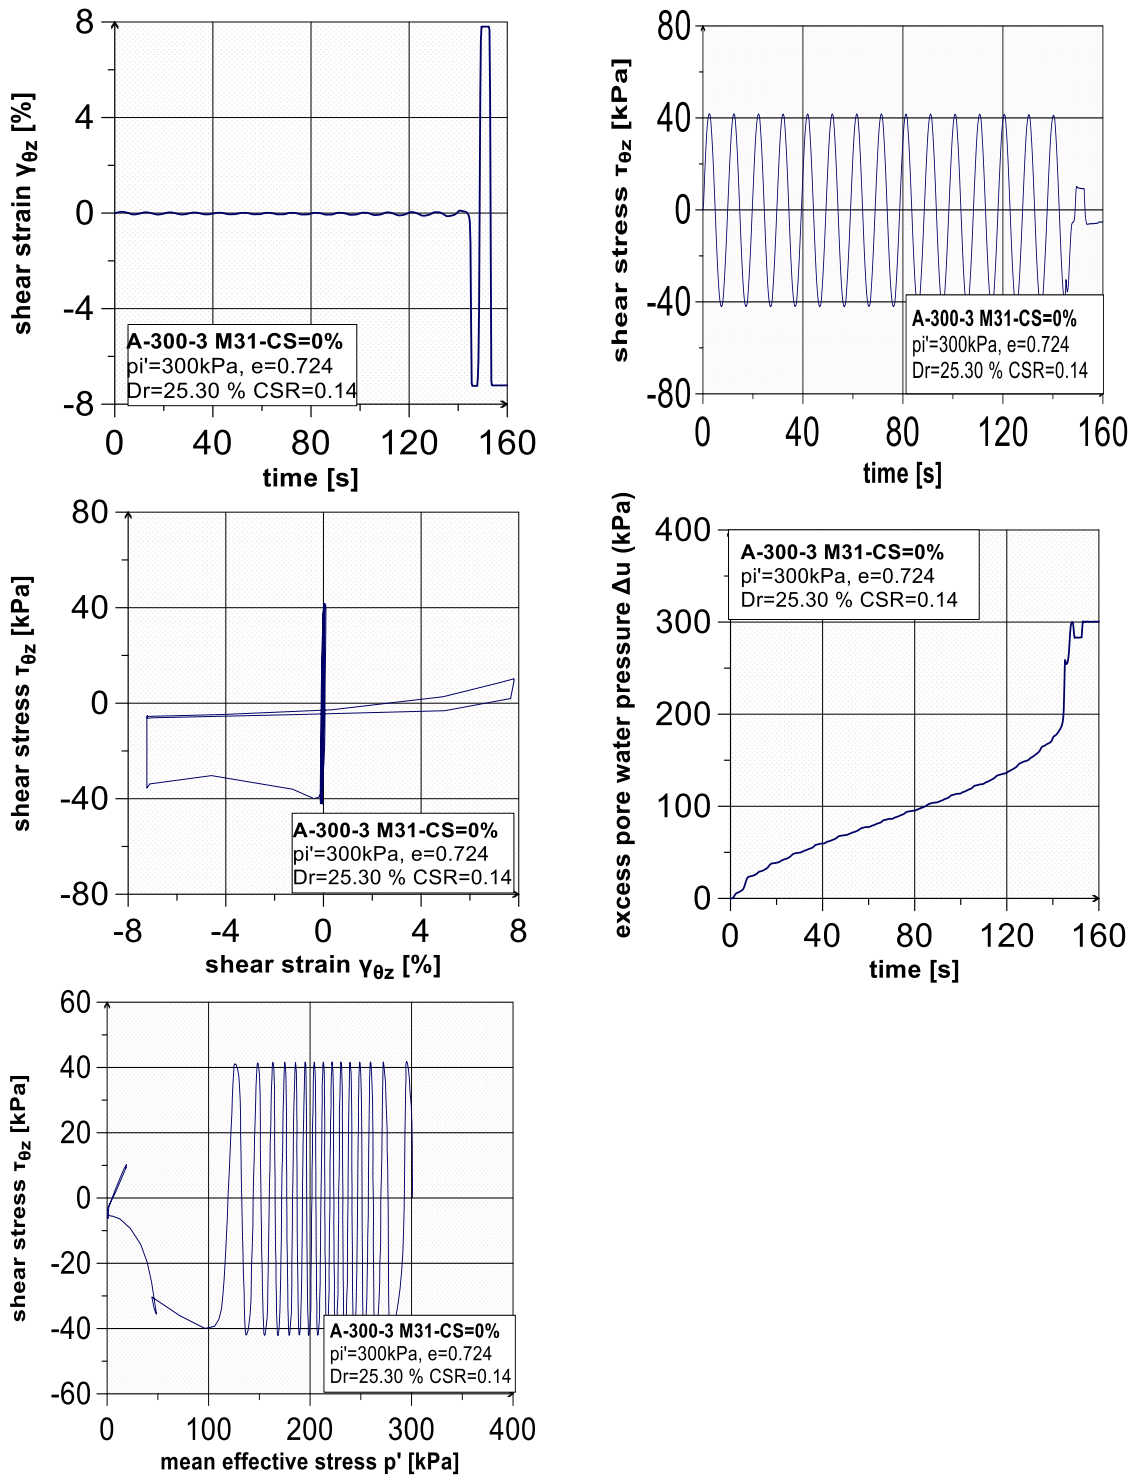 8
4
0
-4
-8
shear strain γθz [%]
A-300-3 M31-CS=0%
pi'=300kPa, e=0.724
Dr=25.30 % CSR=0.14
0 40 80 120 160
time [s]
80
40
0
-40
-80
shear stress τθz [kPa]
A-300-3 M31-CS=0%
pi'=300kPa, e=0.724
Dr=25.30 % CSR=0.14
0 40 80 120 160
time [s]
80
40
0
-40
-80
shear stress τθz [kPa]
A-300-3 M31-CS=0%
pi'=300kPa, e=0.724
Dr=25.30 % CSR=0.14
-8 -4 0 4 8
shear strain γθz [%]
400
300
200
100
0
excess pore water pressure Δu (kPa)
A-300-3 M31-CS=0%
pi'=300kPa, e=0.724
Dr=25.30 % CSR=0.14
0 40 80 120 160
time [s]
60
40
20
0
-20
-40
-60
shear stress τθz [kPa]
A-300-3 M31-CS=0%
pi'=300kPa, e=0.724
Dr=25.30 % CSR=0.14
0 100 200 300 400
mean effective stress p' [kPa]